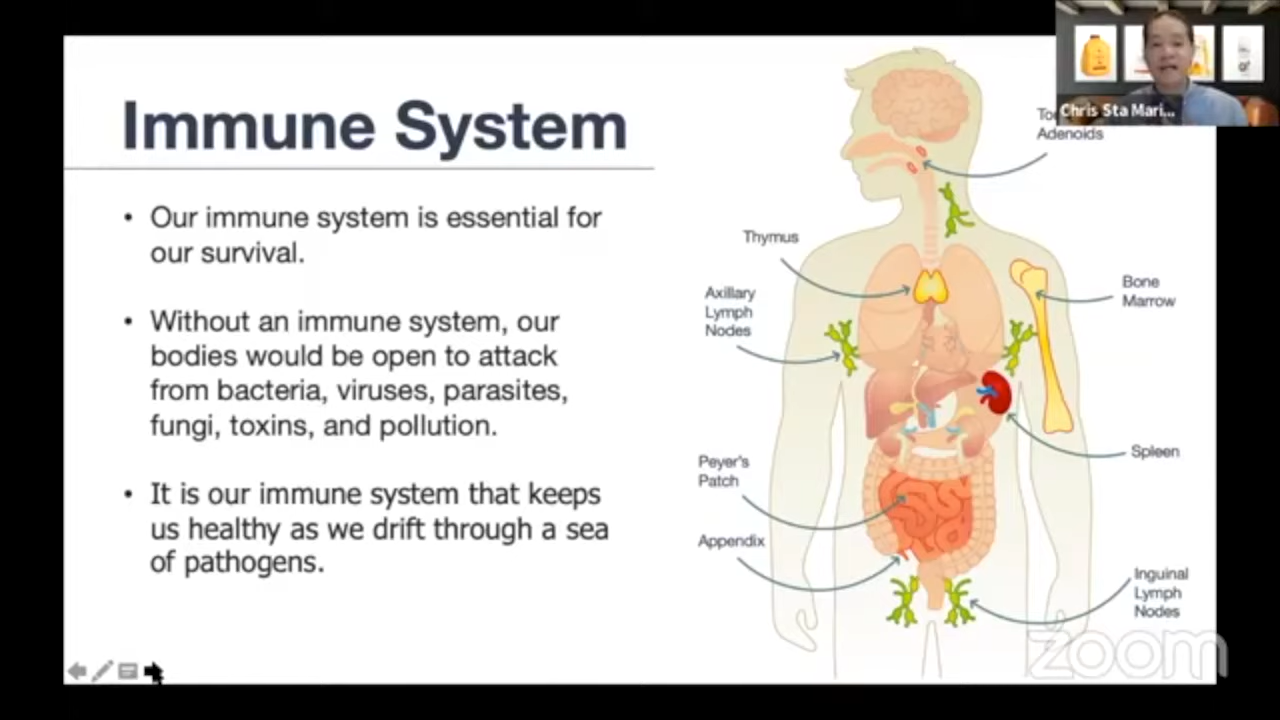 Immune System
• Our immune system is essential for
our survival.
• Without an immune system, our
bodies would be open to attack
from bacteria, viruses, parasites,
fungi, toxins, and pollution.
• It is our immune system that keeps
us healthy as we drift through a sea
of pathogens.
Chris Sta Mari...
Adenoids
Thymus
Axillary
Lymph
Nodes
Bone
Marrow
Spleen
Peyer's
Patch
Appendix
Inguinal
Lymph
Nodes
zoom